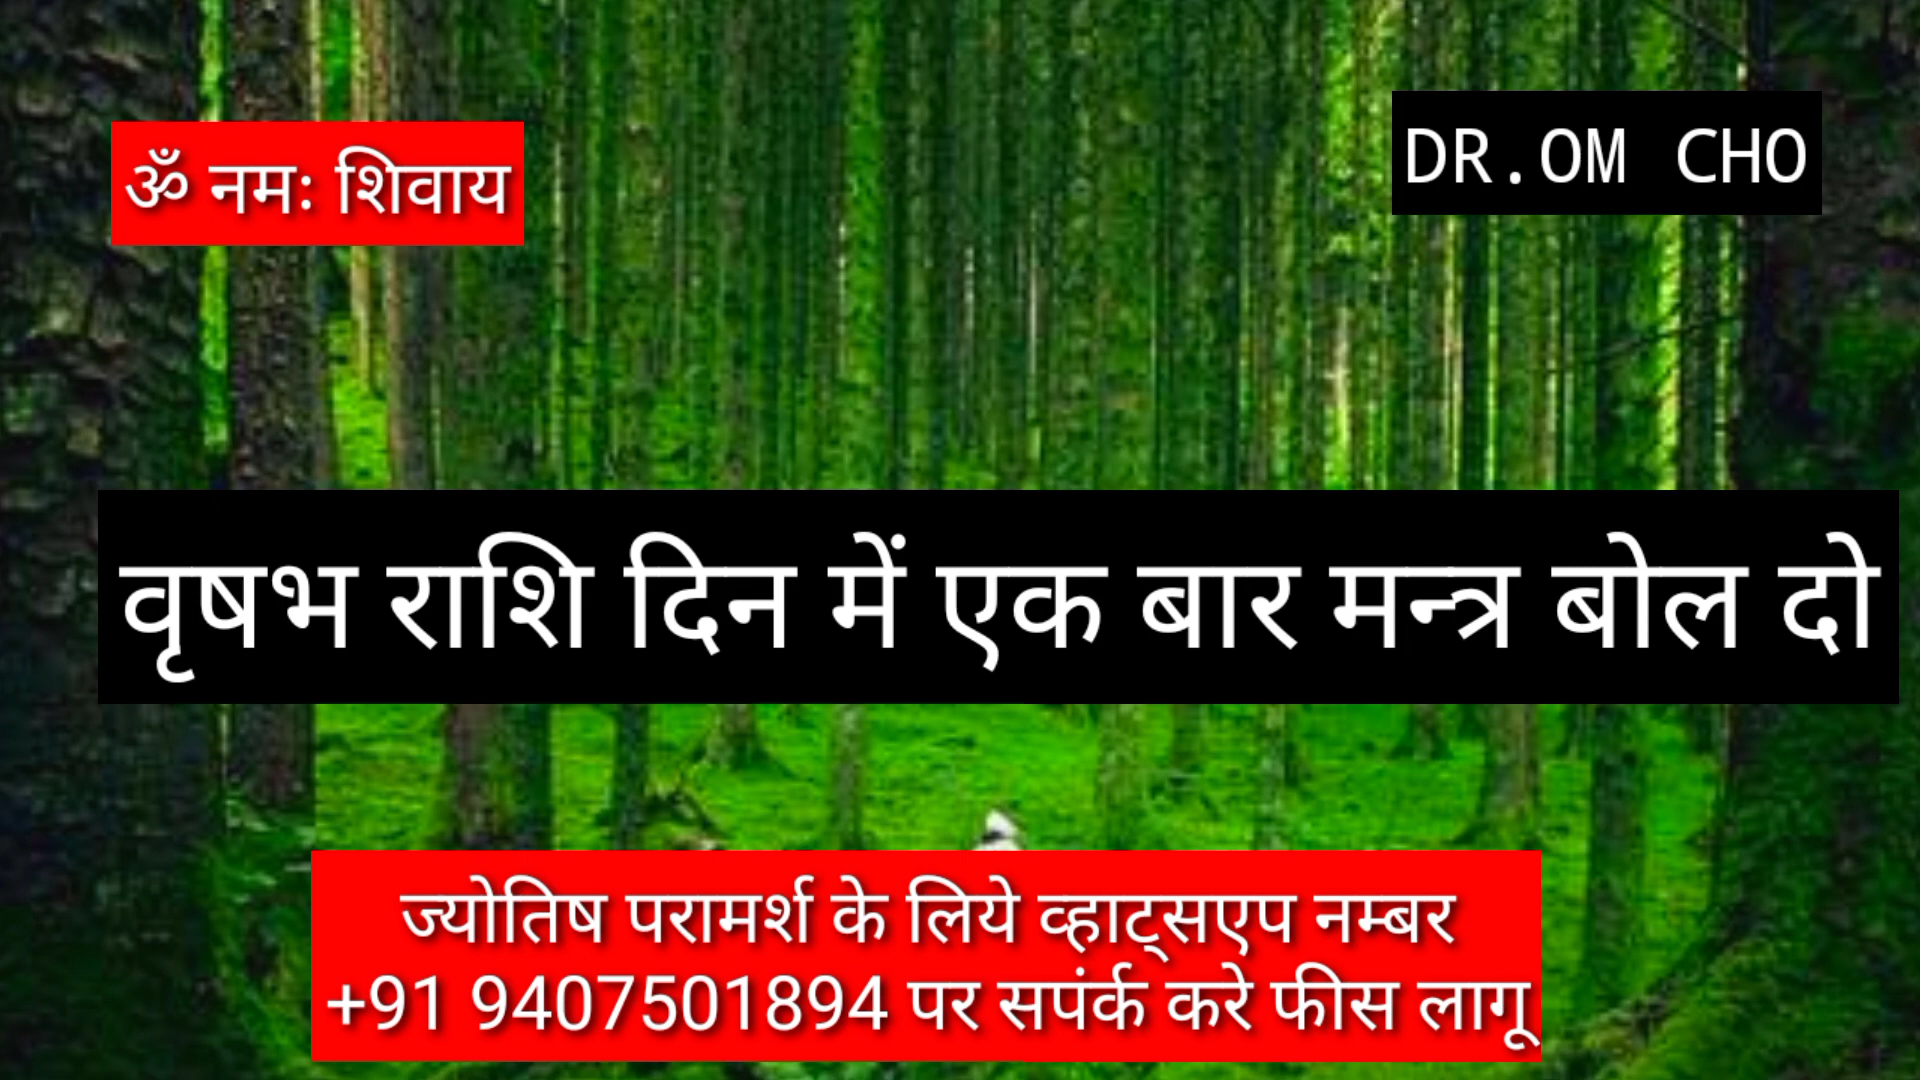 ॐ नमः शिवाय
DR.OM CHO
वृषभ राशि दिन में एक बार मन्त्र बोल दो
ज्योतिष परामर्श के लिये व्हाट्सएप नम्बर
+91 9407501894 पर सपंर्क करे फीस लागू